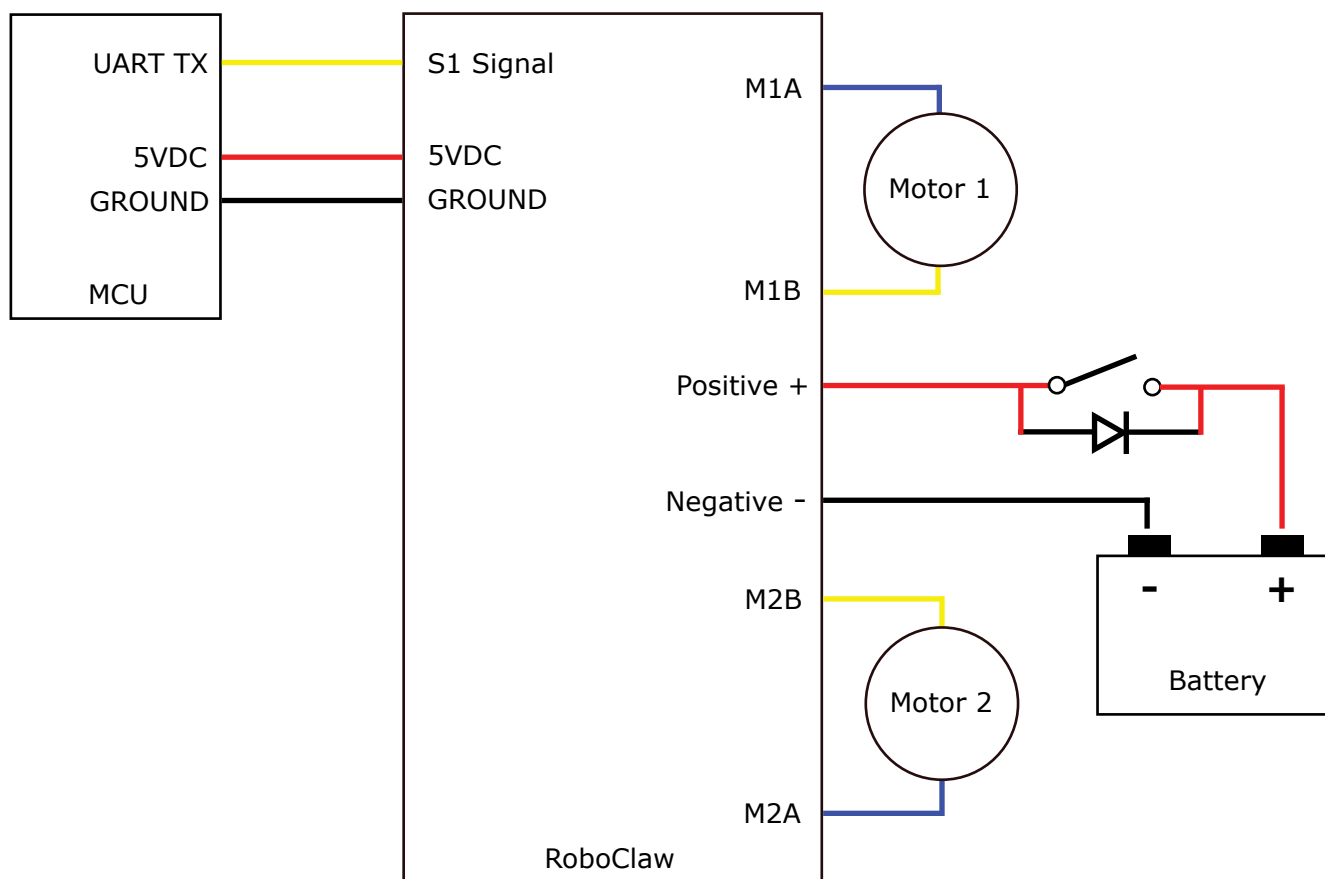 UART TX
5VDC
GROUND
MCU
S1 Signal
5VDC
GROUND
M1A
Motor 1
M1B
Positive +
Negative -
M2B
Motor 2
M2A
RoboClaw
- +
Battery